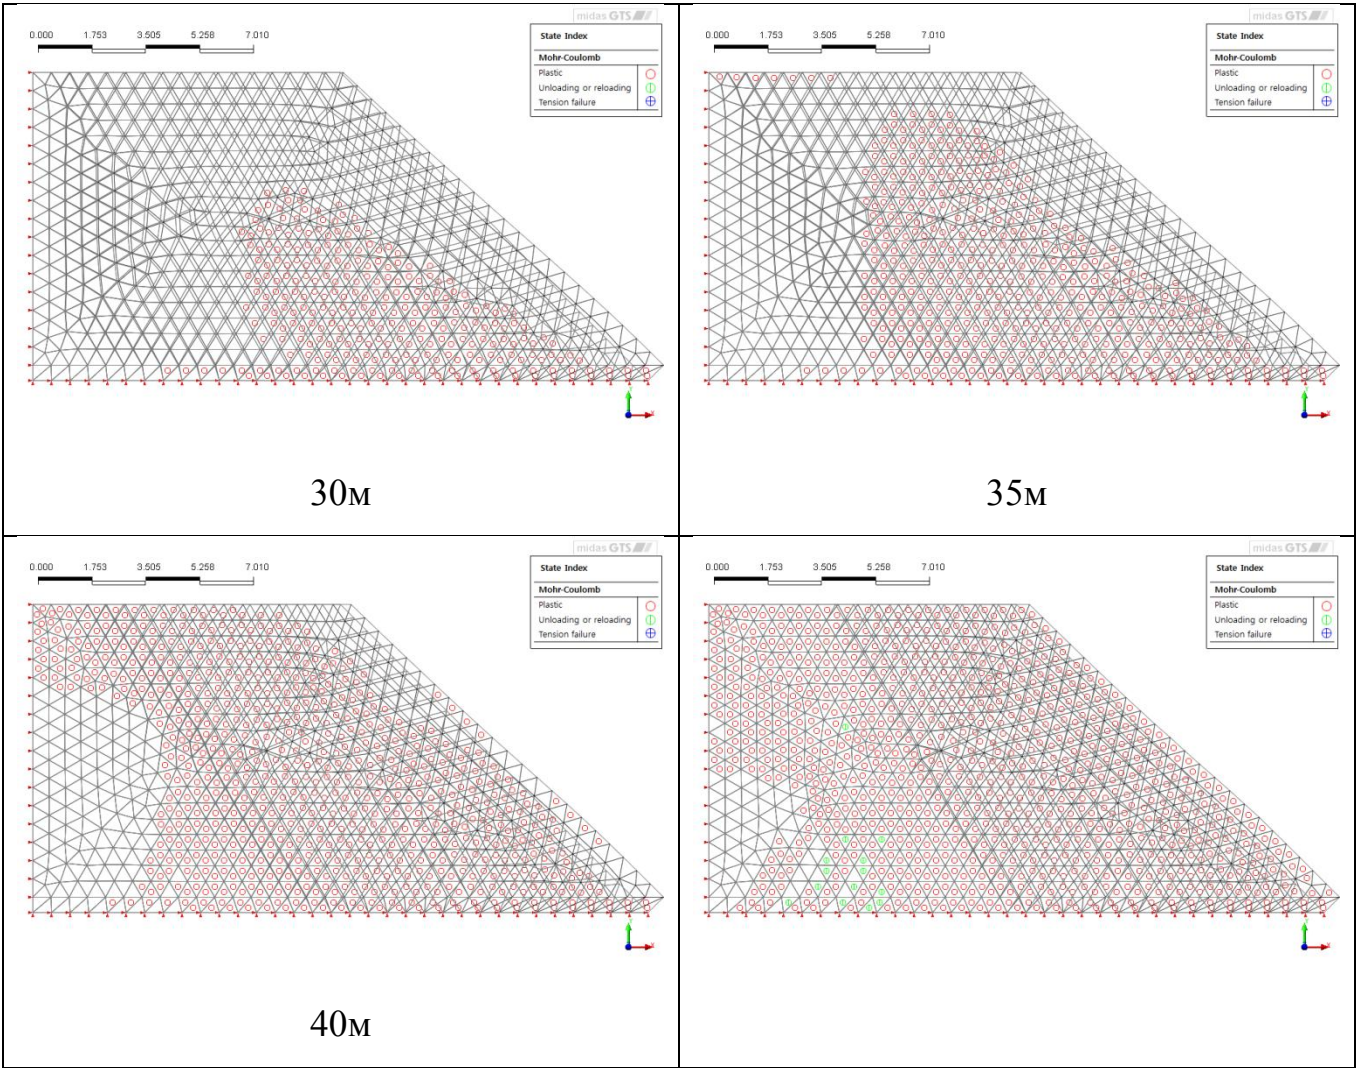 midas GTS
0.000 1.753 3.505 5.258 7.010
State Index
Mohr-Coulomb
Plastic
Unloading or reloading
Tension failure
30м
midas GTS
0.000 1.753 3.505 5.258 7.010
State Index
Mohr-Coulomb
Plastic
Unloading or reloading
Tension failure
35м
midas GTS
0.000 1.753 3.505 5.258 7.010
State Index
Mohr-Coulomb
Plastic
Unloading or reloading
Tension failure
40м
midas GTS
0.000 1.753 3.505 5.258 7.010
State Index
Mohr-Coulomb
Plastic
Unloading or reloading
Tension failure